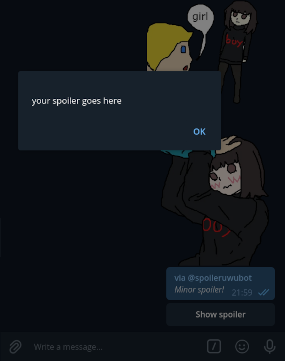 girl
boy.
your spoiler goes here
OK
boy
via @spoileruwubot
Minor spoiler!
21:59
Show spoiler
Write a message...